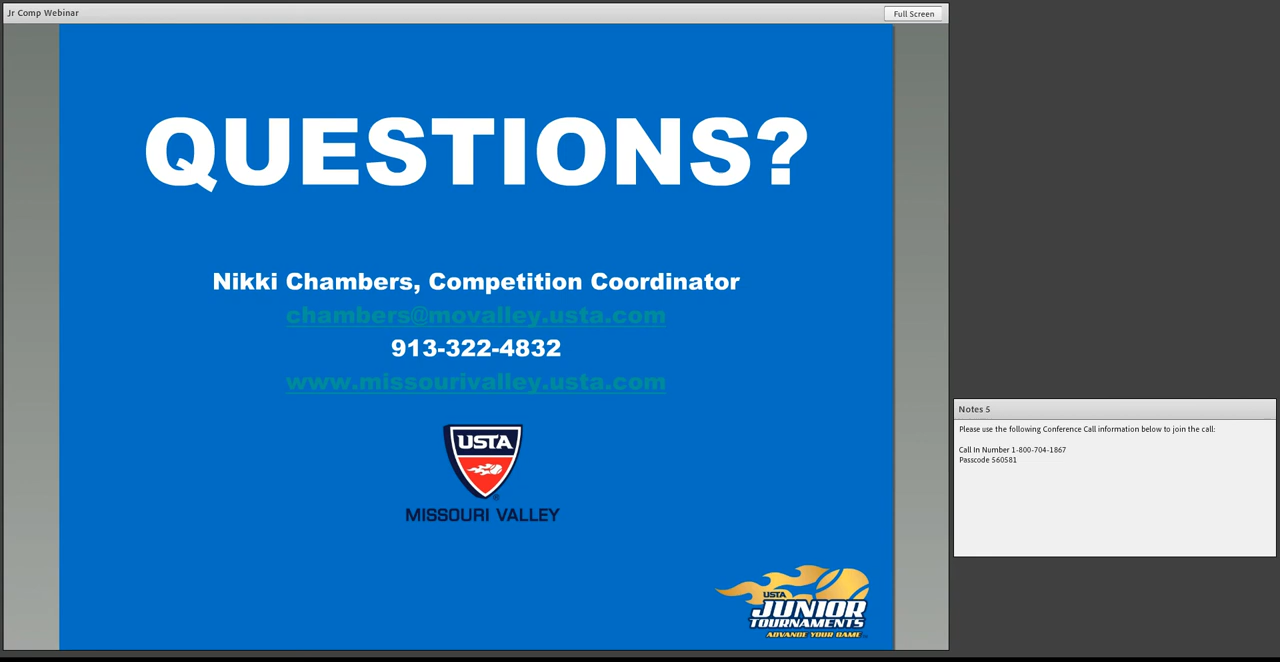 Jr Comp Webinar
Full Screen
QUESTIONS?
Nikki Chambers, Competition Coordinator
chambers@movalley.usta.com
913-322-4832
www.missourivalley.usta.com
USTA
MISSOURI VALLEY
USTA
JUNIOR
TOURNAMENTS
ADVANCE YOUR GAME
Notes 5
Please use the following Conference Call information below to join the call:
Call In Number 1-800-704-1867
Passcode 560581